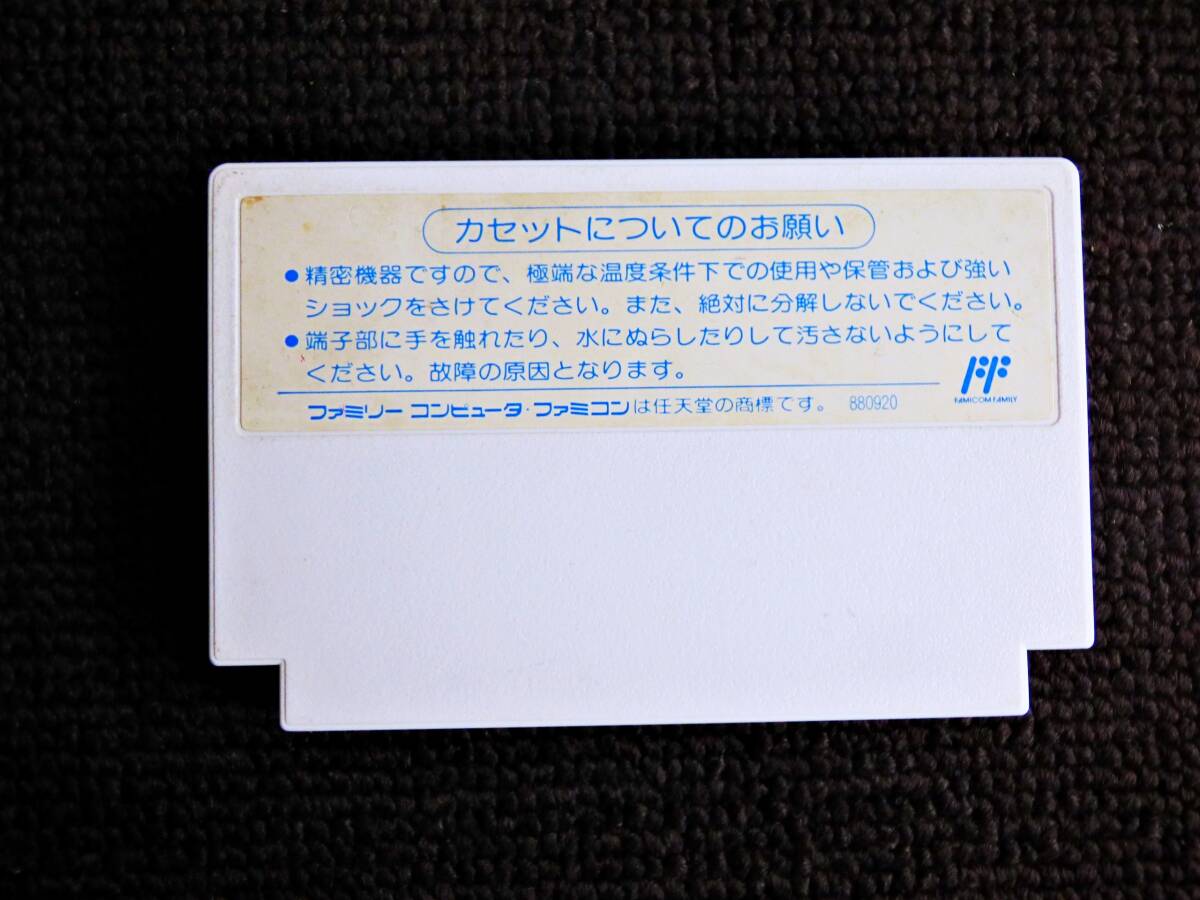 カセットについてのお願い
●精密機器ですので、極端な温度条件下での使用や保管および強い
ショックをさけてください。また、絶対に分解しないでください。
●端子部に手を触れたり、水にぬらしたりして汚さないようにして
ください。故障の原因となります。
FF
FAMICOM FAMILY
ファミリー コンピュータ・ファミコンは任天堂の商標です。 880920